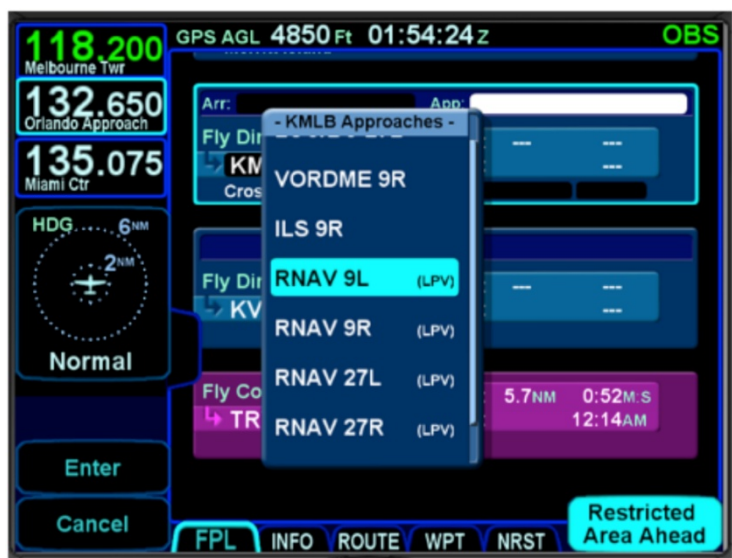 118.200
Melbourne Twr
132.650
Orlando Approach
135.075
Miami Ctr
HDG 6NM
2NM
Normal
Enter
Cancel
GPS AGL 4850 Ft 01:54:24 Z OBS
Arr: App:
Fly Dir
KM
Cros
--- ---
---
- KMLB Approaches -
VORDME 9R
ILS 9R
RNAV 9L (LPV)
RNAV 9R (LPV)
RNAV 27L (LPV)
RNAV 27R (LPV)
Fly Dir
KV
--- ---
---
Fly Co
TR
5.7NM 0:52M:S
12:14AM
Restricted
Area Ahead
FPL INFO ROUTE WPT NRST